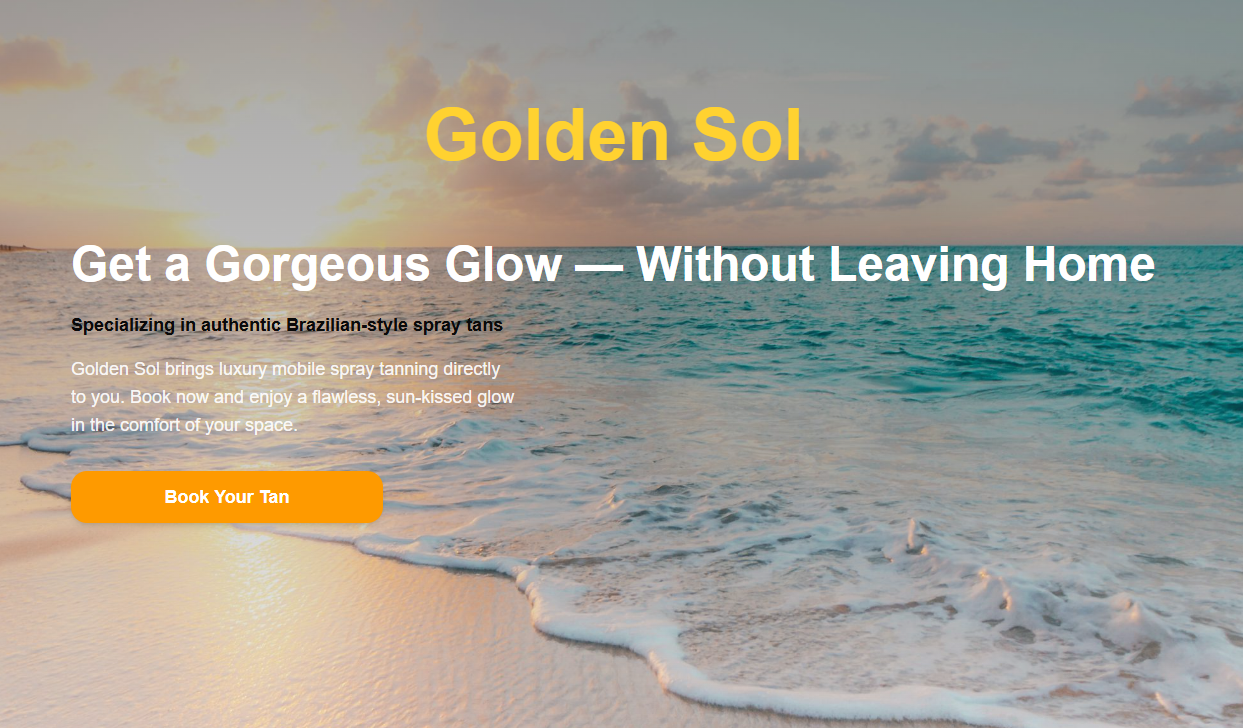 Golden Sol
Get a Gorgeous Glow — Without Leaving Home
Specializing in authentic Brazilian-style spray tans
Golden Sol brings luxury mobile spray tanning directly
to you. Book now and enjoy a flawless, sun-kissed glow
in the comfort of your space.
Book Your Tan